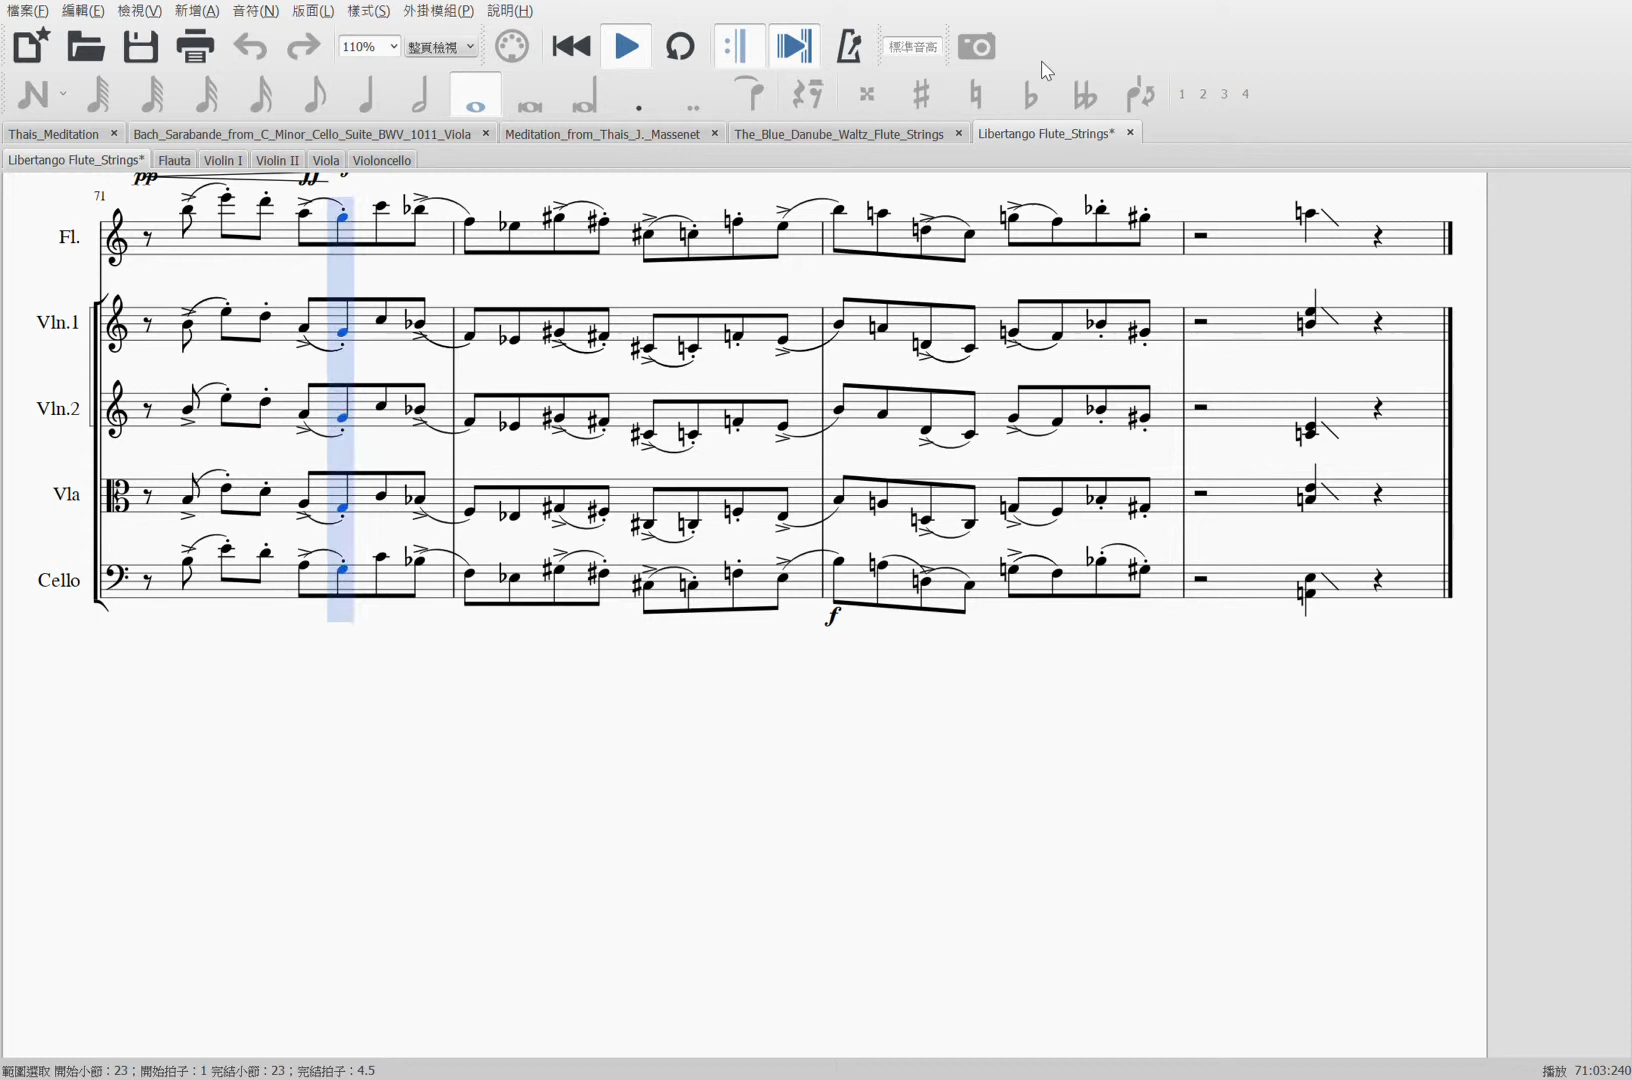 檔案(F) 編輯(E) 檢視(V) 新增(A) 音符(N) 版面(L) 樣式(S) 外掛模組(P) 說明(H)
110% 整頁檢視 標準音高
1 2 3 4
Thais_Meditation Bach_Sarabande_from_C_Minor_Cello_Suite_BWV_1011_Viola Meditation_from_Thais_J._Massenet The_Blue_Danube_Waltz_Flute_Strings Libertango Flute_Strings*
Libertango Flute_Strings* Flauta Violin I Violin II Viola Violoncello
pp
71
Fl.
Vln.1
Vln.2
Vla
Cello
f
範圍選取 開始小節：23；開始拍子：1 完結小節：23；完結拍子：4.5
播放 71:03:240